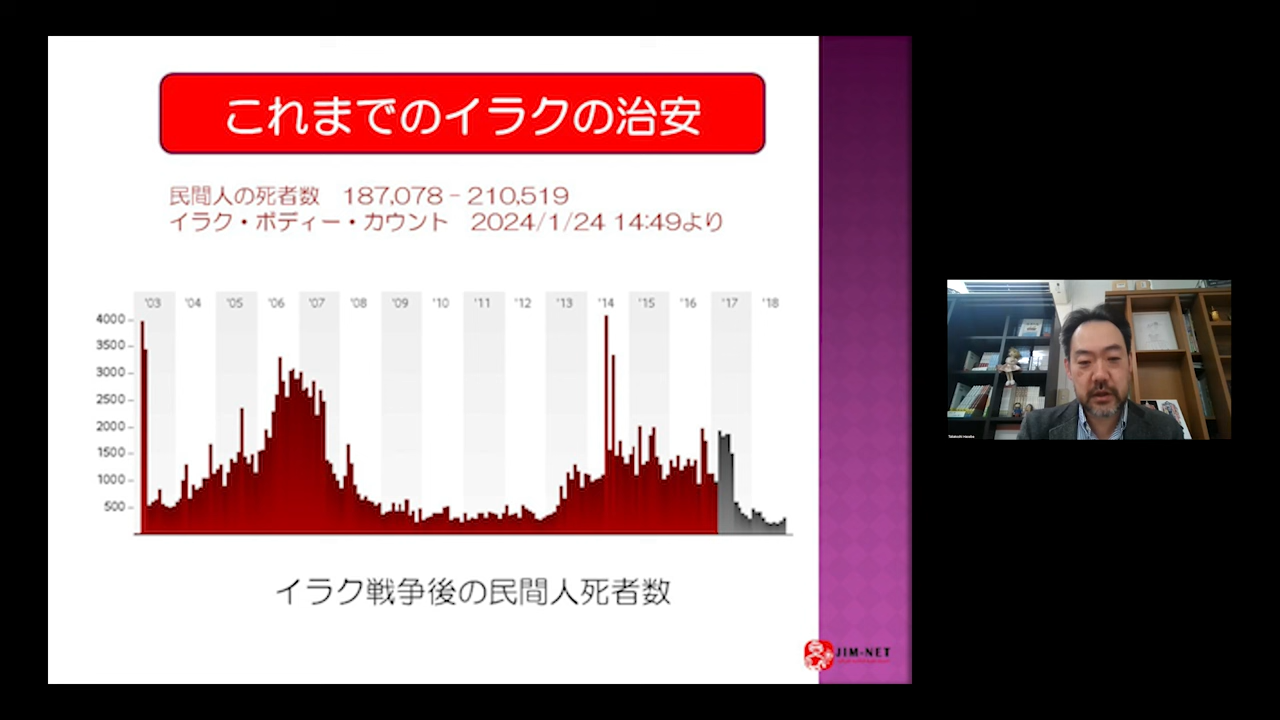 これまでのイラクの治安
民間人の死者数　187,078 – 210,519
イラク・ボディー・カウント　2024/1/24 14:49より
'03 '04 '05 '06 '07 '08 '09 '10 '11 '12 '13 '14 '15 '16 '17 '18
4000
3500
3000
2500
2000
1500
1000
500
イラク戦争後の民間人死者数
JIM-NET